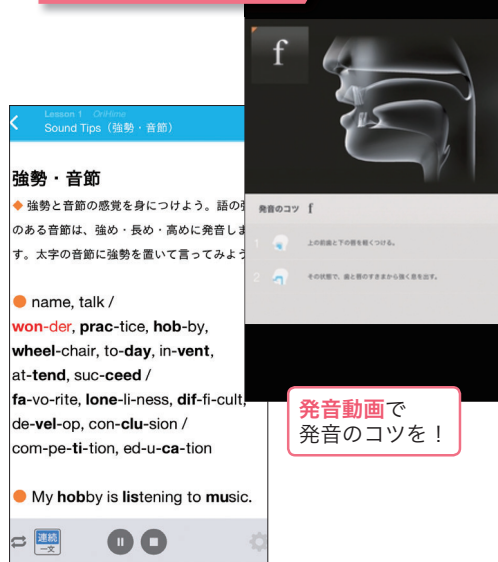 Lesson 1 OriHime
Sound Tips（強勢・音節）
強勢・音節
◆ 強勢と音節の感覚を身につけよう。語の
のある音節は、強め・長め・高めに発音しま
す。太字の音節に強勢を置いて言ってみよ
● name, talk /
won-der, prac-tice, hob-by,
wheel-chair, to-day, in-vent,
at-tend, suc-ceed /
fa-vo-rite, lone-li-ness, dif-fi-cult,
de-vel-op, con-clu-sion /
com-pe-ti-tion, ed-u-ca-tion
● My hobby is listening to music.
連続
一文
f
発音のコツ f
1 上の前歯と下の唇を軽くつける。
2 その状態で、歯と唇のすきまから強く息を出す。
発音動画で
発音のコツを！